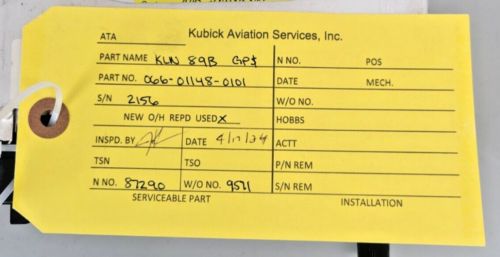 Kubick Aviation Services, Inc.
ATA
PART NAME KLN 89B GPS
N NO. POS
PART NO. 066-01148-0101
DATE MECH.
S/N 2156
W/O NO.
NEW O/H REPD USED X
HOBBS
INSPD. BY DATE 4/17/24
ACTT
TSN TSO
P/N REM
N NO. 87290 W/O NO. 9571
S/N REM
SERVICEABLE PART INSTALLATION